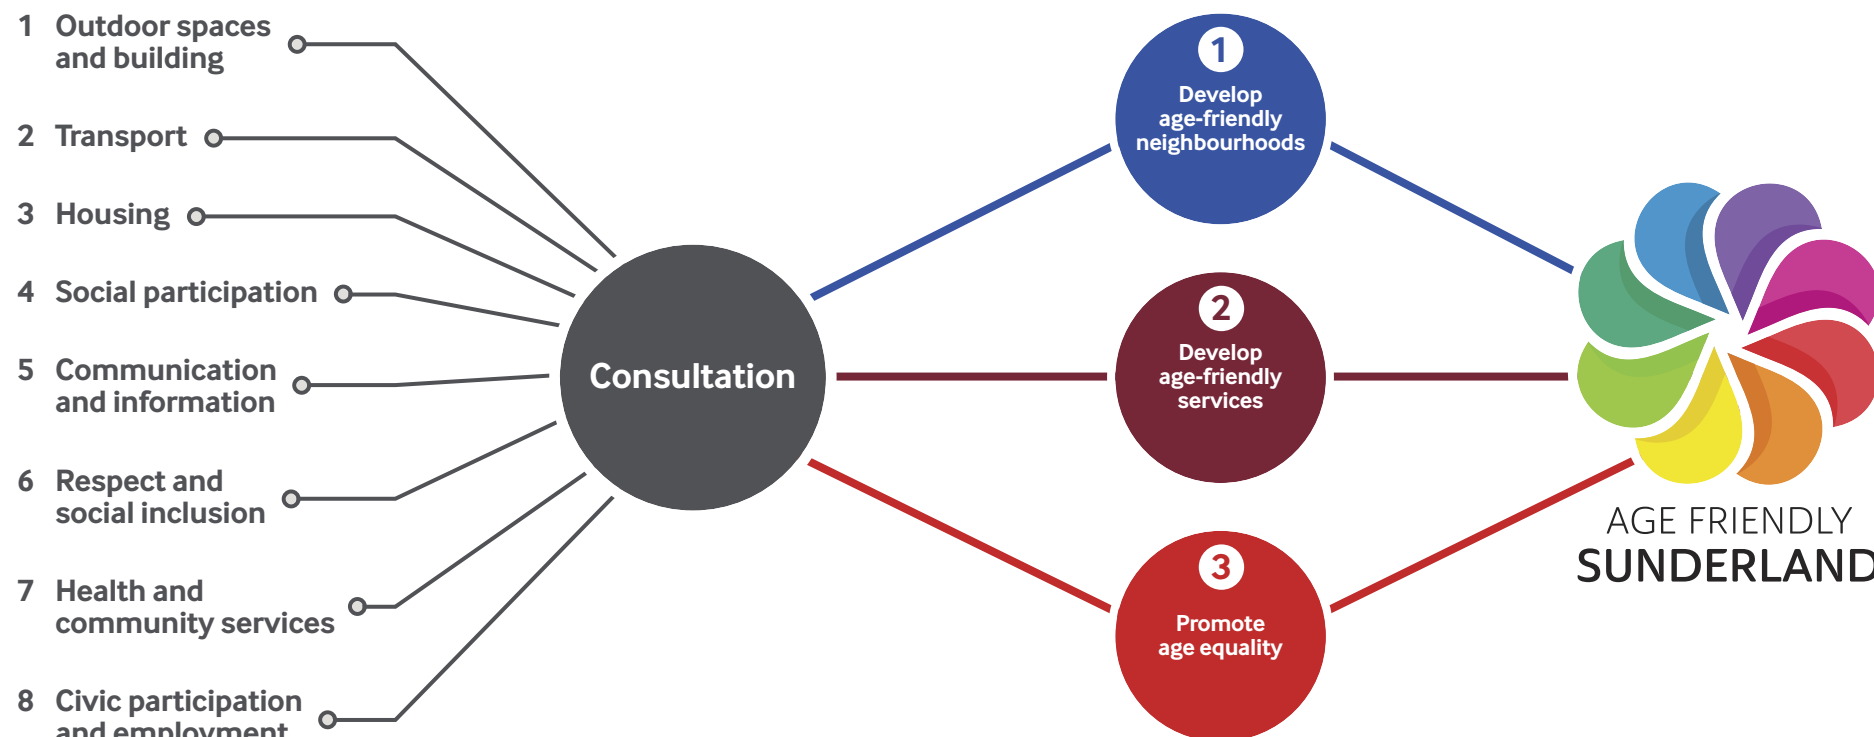 1 Outdoor spaces
and building
2 Transport
3 Housing
4 Social participation
5 Communication
and information
6 Respect and
social inclusion
7 Health and
community services
8 Civic participation
and employment
Consultation
1
Develop
age-friendly
neighbourhoods
2
Develop
age-friendly
services
3
Promote
age equality
AGE FRIENDLY
SUNDERLAND